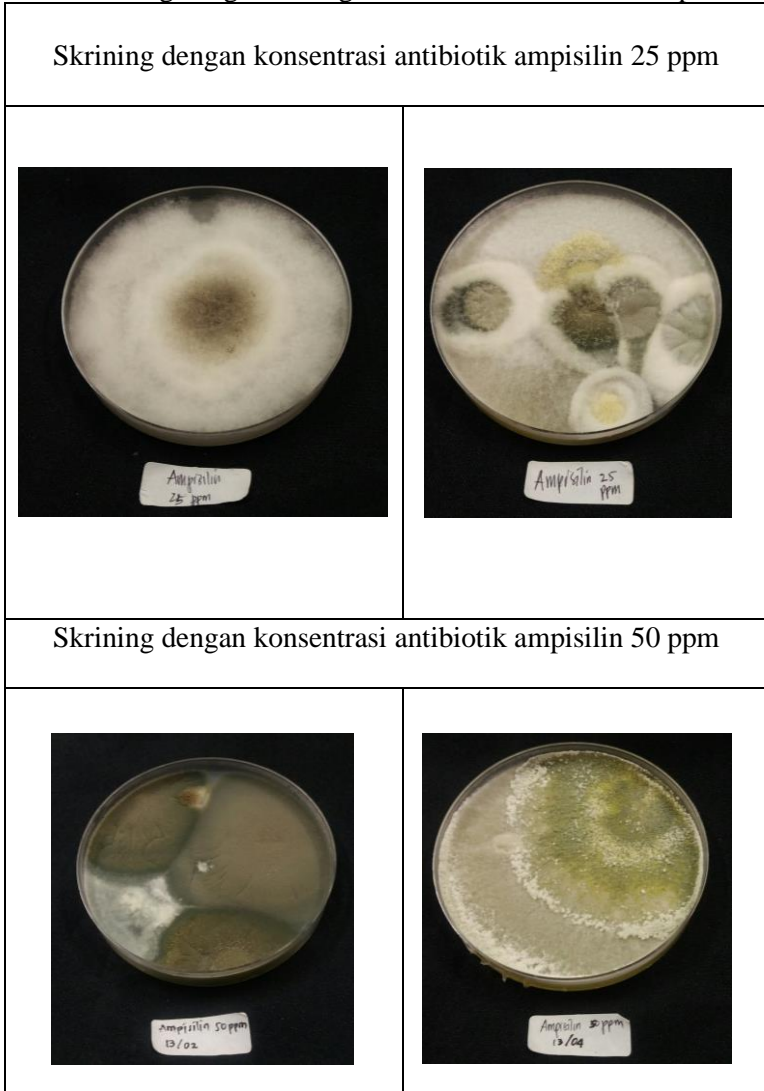 Skrining dengan konsentrasi antibiotik ampisilin 25 ppm
Ampisilin
25 ppm
Ampisilin 25
ppm
Skrining dengan konsentrasi antibiotik ampisilin 50 ppm
Ampisilin 50 ppm
13/02
Ampisilin 50 ppm
13/04